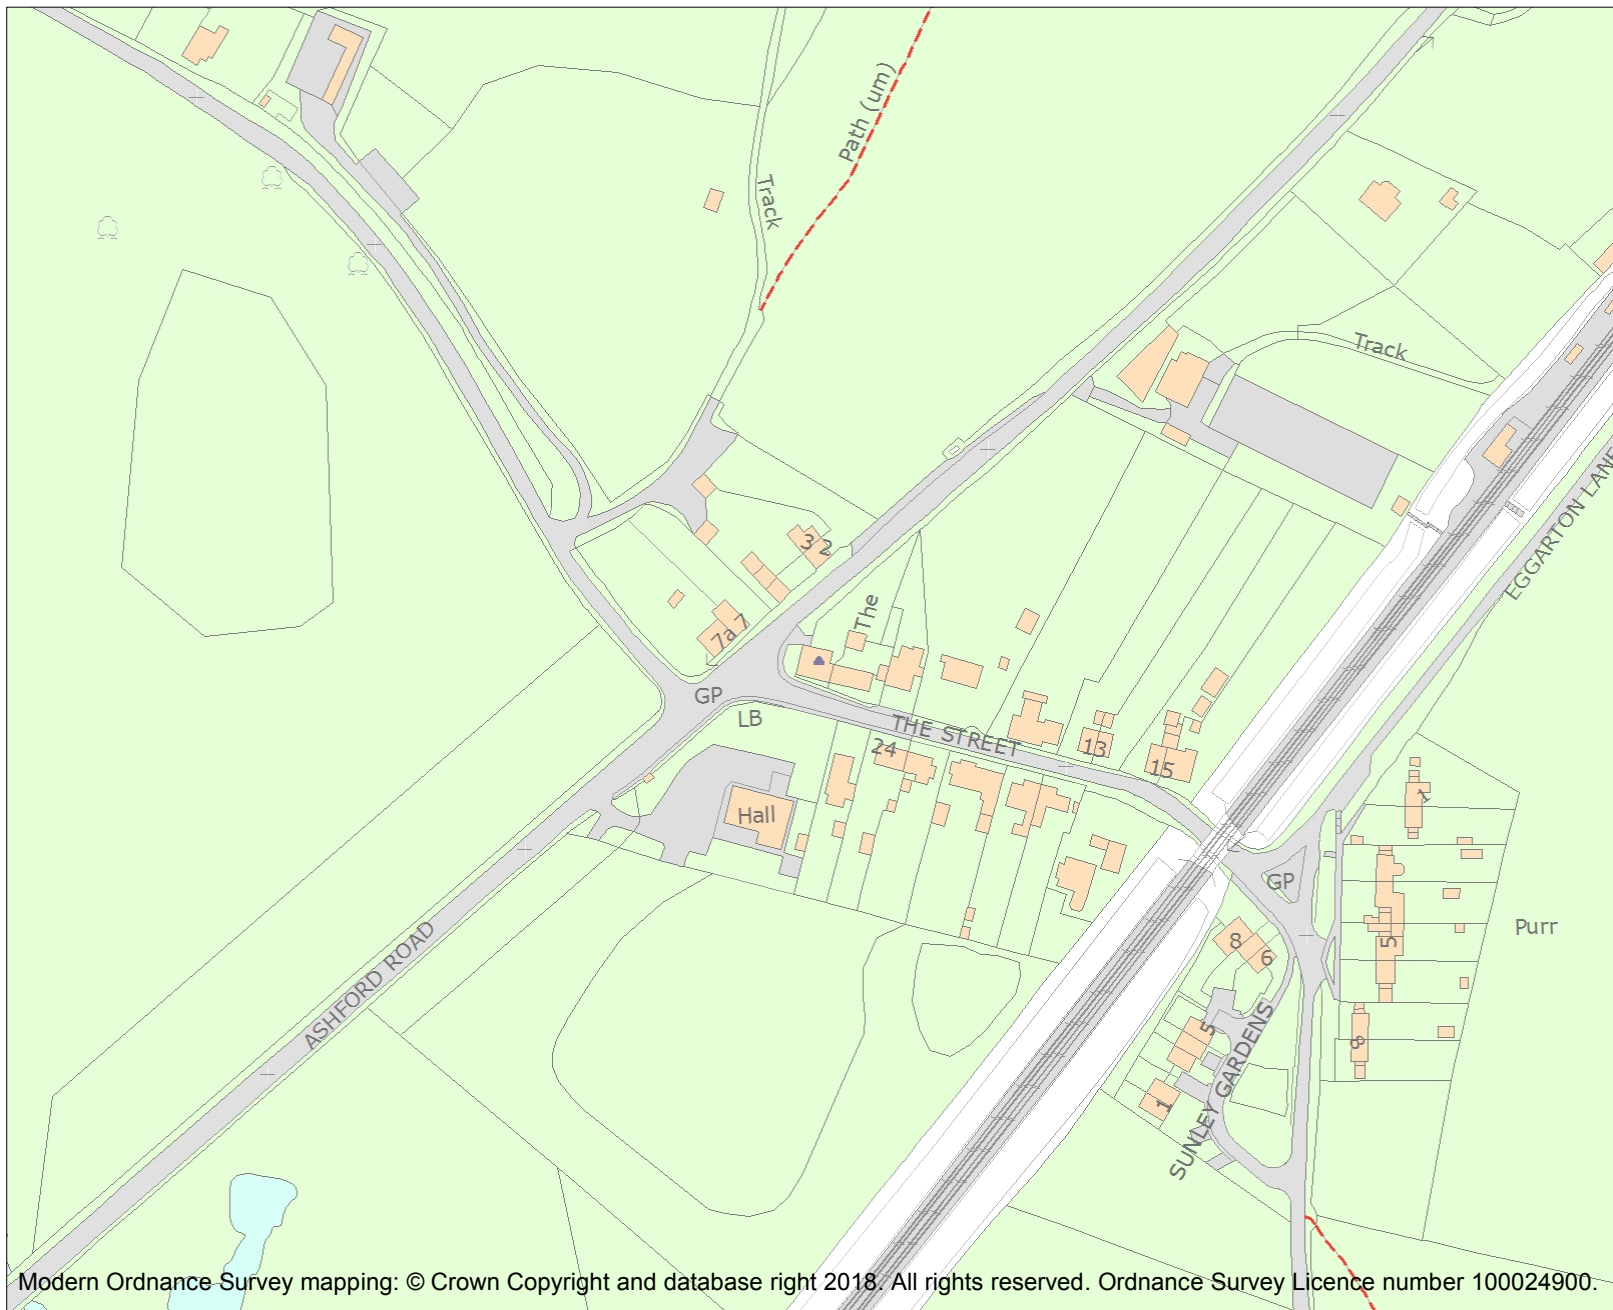 Path (um)
Track
Track
EGGARTON LANE
3 2
The
7a 7
GP
LB
THE STREET
24
13
15
Hall
1
GP
8
6
5
Purr
ASHFORD ROAD
5
8
SUNLEY GARDENS
1
Modern Ordnance Survey mapping: © Crown Copyright and database right 2018. All rights reserved. Ordnance Survey Licence number 100024900.